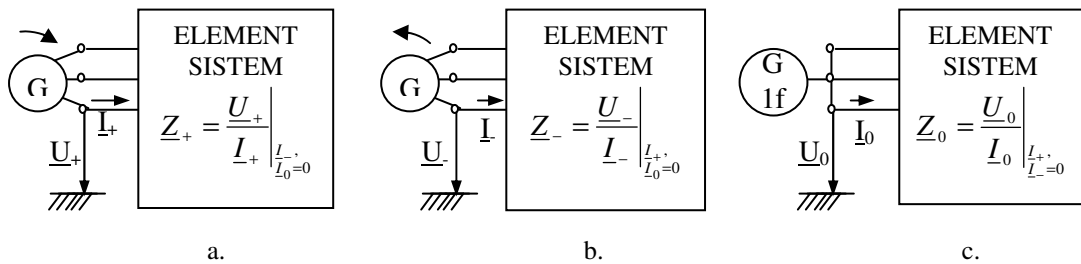 G
ELEMENT
SISTEM
Z₊ = U₊ / I₊ | I₋, I₀=0
I₊
U₊
a.
G
ELEMENT
SISTEM
Z₋ = U₋ / I₋ | I₊, I₀=0
I₋
U₋
b.
G
1f
ELEMENT
SISTEM
Z₀ = U₀ / I₀ | I₊, I₋=0
I₀
U₀
c.